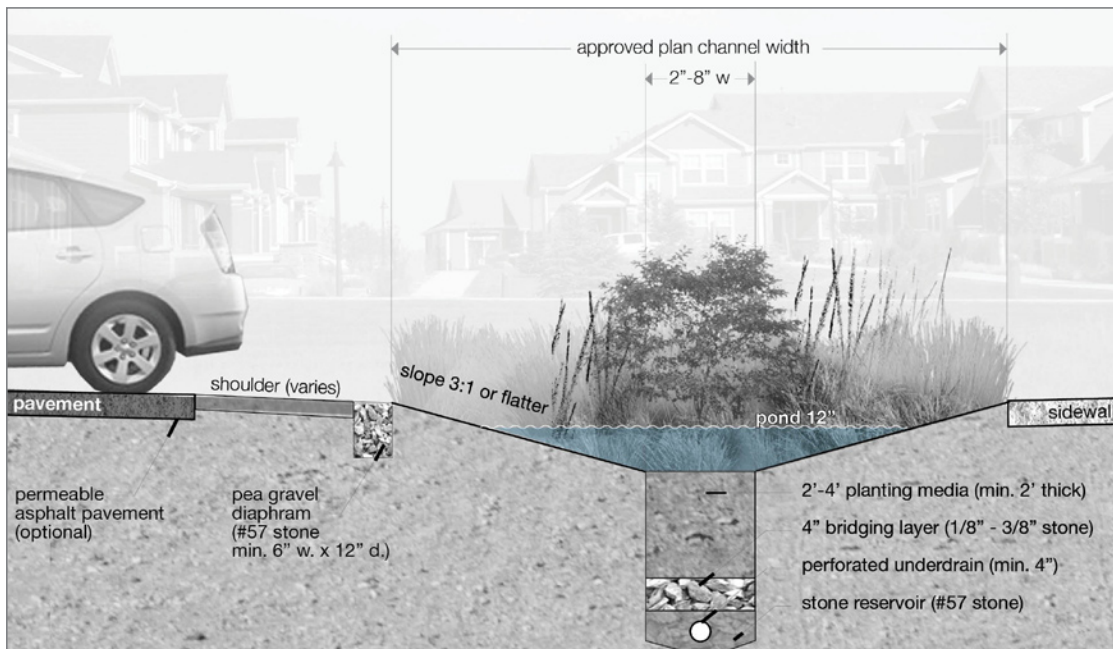 approved plan channel width
2"-8" w
slope 3:1 or flatter
shoulder (varies)
pavement
pond 12"
sidewal
permeable
asphalt pavement
(optional)
pea gravel
diaphram
(#57 stone
min. 6" w. x 12" d.)
2'-4' planting media (min. 2' thick)
4" bridging layer (1/8" - 3/8" stone)
perforated underdrain (min. 4")
stone reservoir (#57 stone)